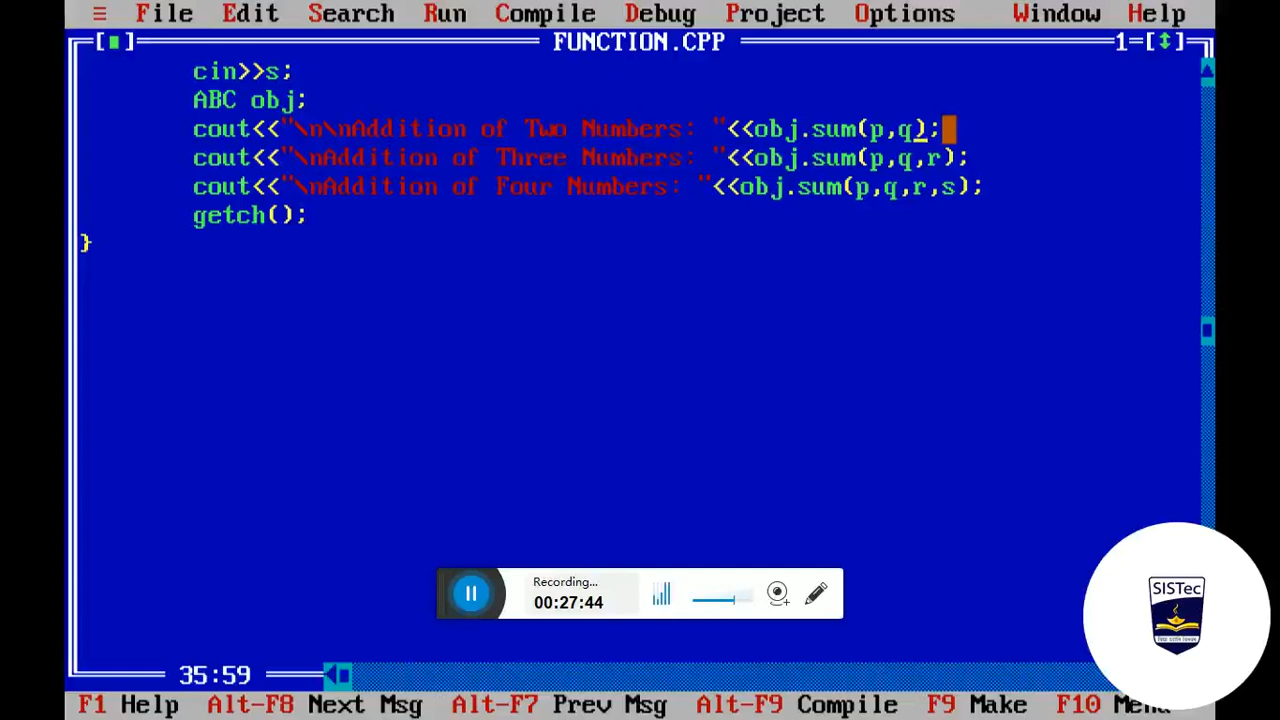 ≡ File Edit Search Run Compile Debug Project Options Window Help
[■] FUNCTION.CPP 1=[↕]
cin>>s;
ABC obj;
cout<<"\n\nAddition of Two Numbers: "<<obj.sum(p,q);
cout<<"\nAddition of Three Numbers: "<<obj.sum(p,q,r);
cout<<"\nAddition of Four Numbers: "<<obj.sum(p,q,r,s);
getch();
}
Recording...
00:27:44
SISTec
35:59
F1 Help Alt-F8 Next Msg Alt-F7 Prev Msg Alt-F9 Compile F9 Make F10 Menu